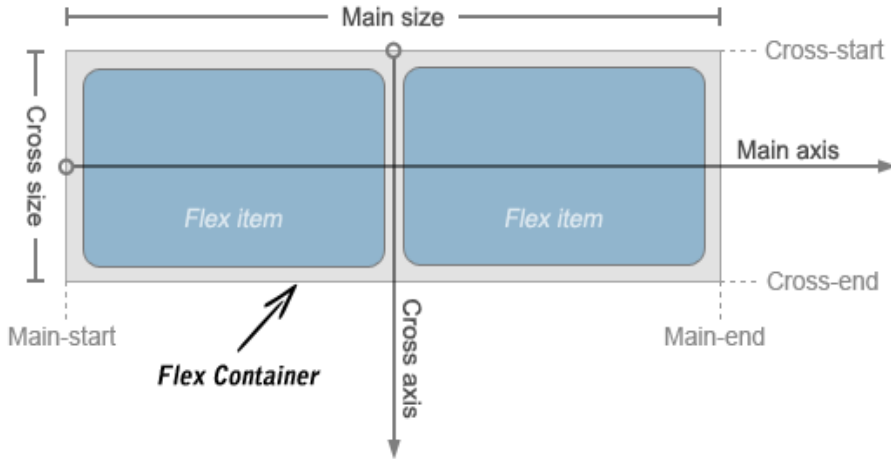 Main size
Cross-start
Cross size
Main axis
Flex item
Flex item
Cross-end
Main-start
Cross axis
Main-end
Flex Container